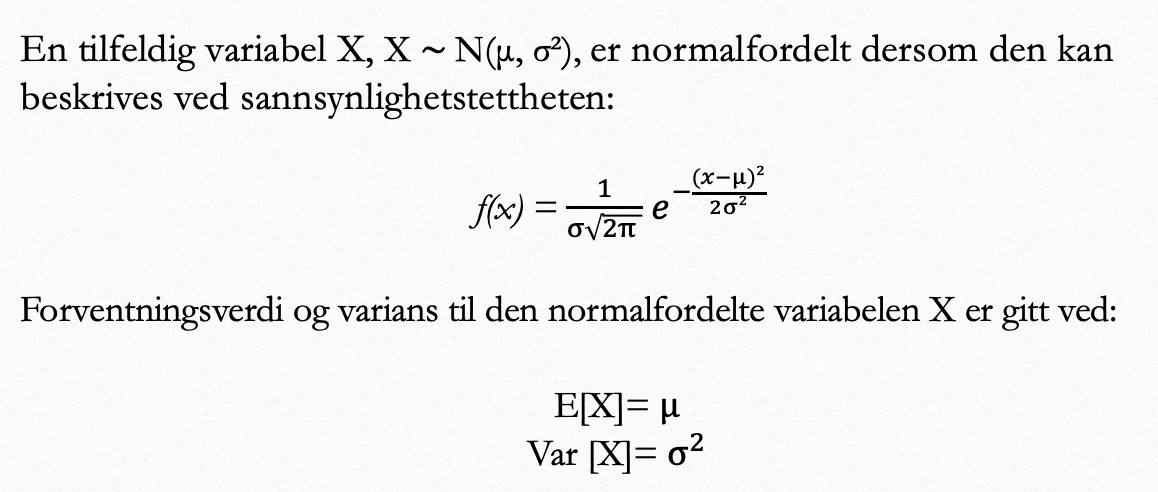 En tilfeldig variabel X, X ~ N(μ, σ²), er normalfordelt dersom den kan
beskrives ved sannsynlighetstettheten:
f(x) = 1/(σ√(2π)) e^(−(x−μ)²/(2σ²))
Forventningsverdi og varians til den normalfordelte variabelen X er gitt ved:
E[X]= μ
Var [X]= σ²